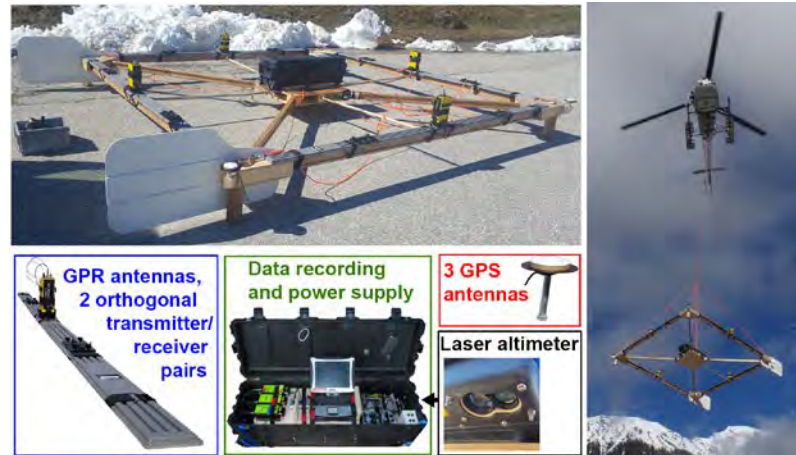 GPR antennas,
2 orthogonal
transmitter/
receiver
pairs
Data recording
and power supply
3 GPS
antennas
Laser altimeter